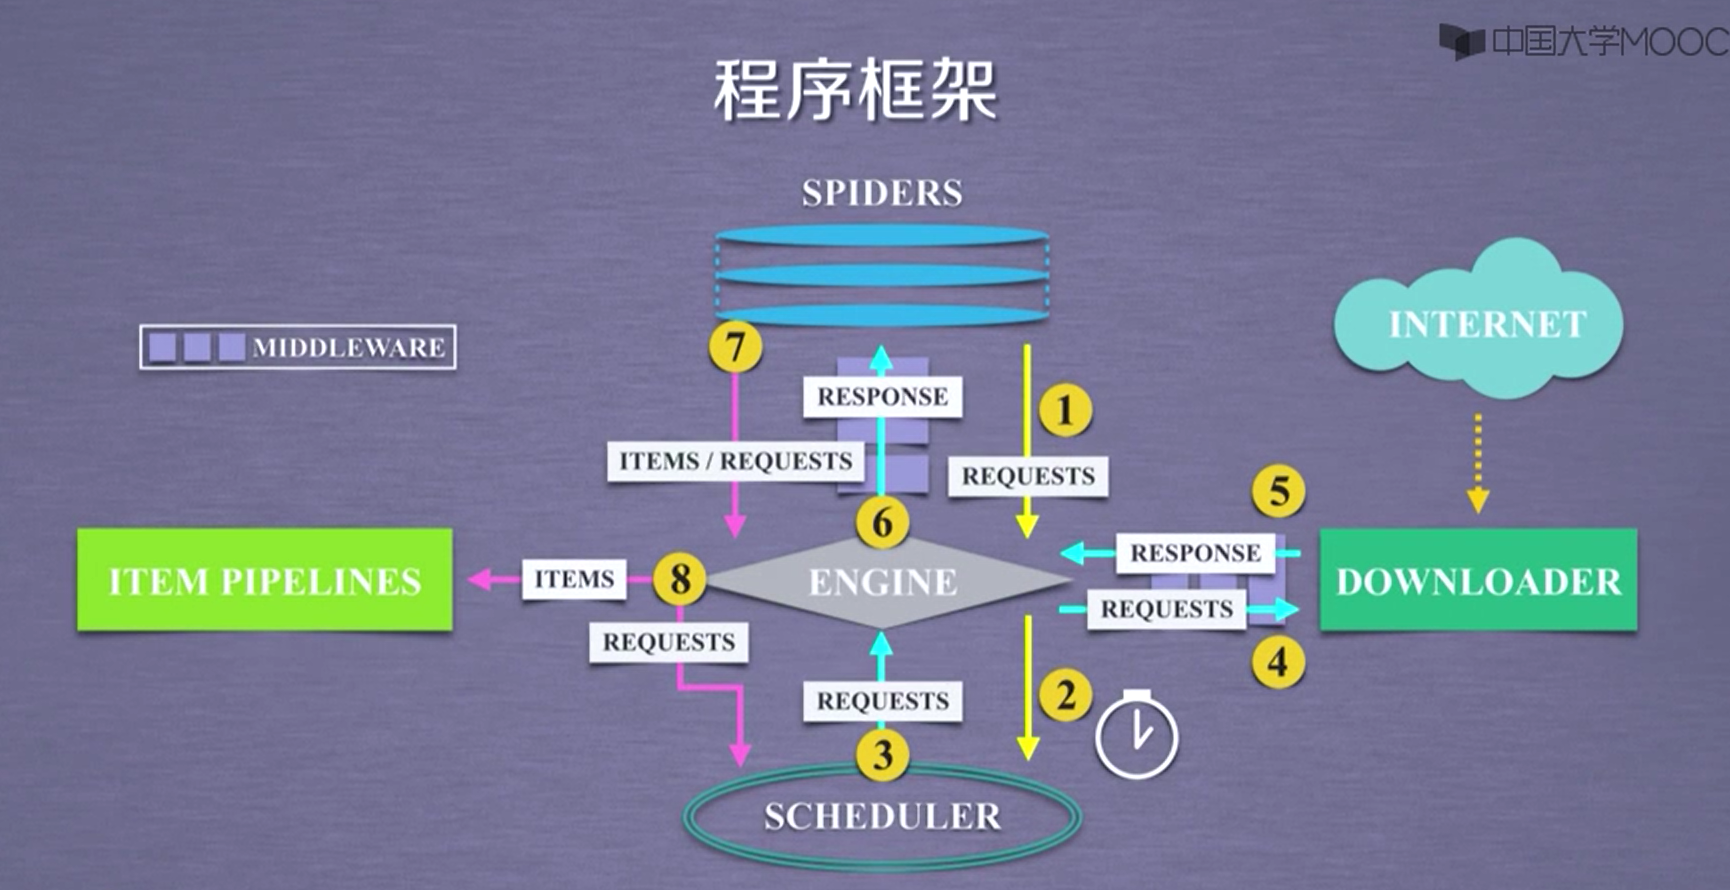 中国大学MOOC
程序框架
SPIDERS
INTERNET
MIDDLEWARE
7
RESPONSE
1
ITEMS / REQUESTS
REQUESTS
5
6
RESPONSE
ITEM PIPELINES
ITEMS
8
ENGINE
DOWNLOADER
REQUESTS
REQUESTS
4
REQUESTS
2
3
SCHEDULER